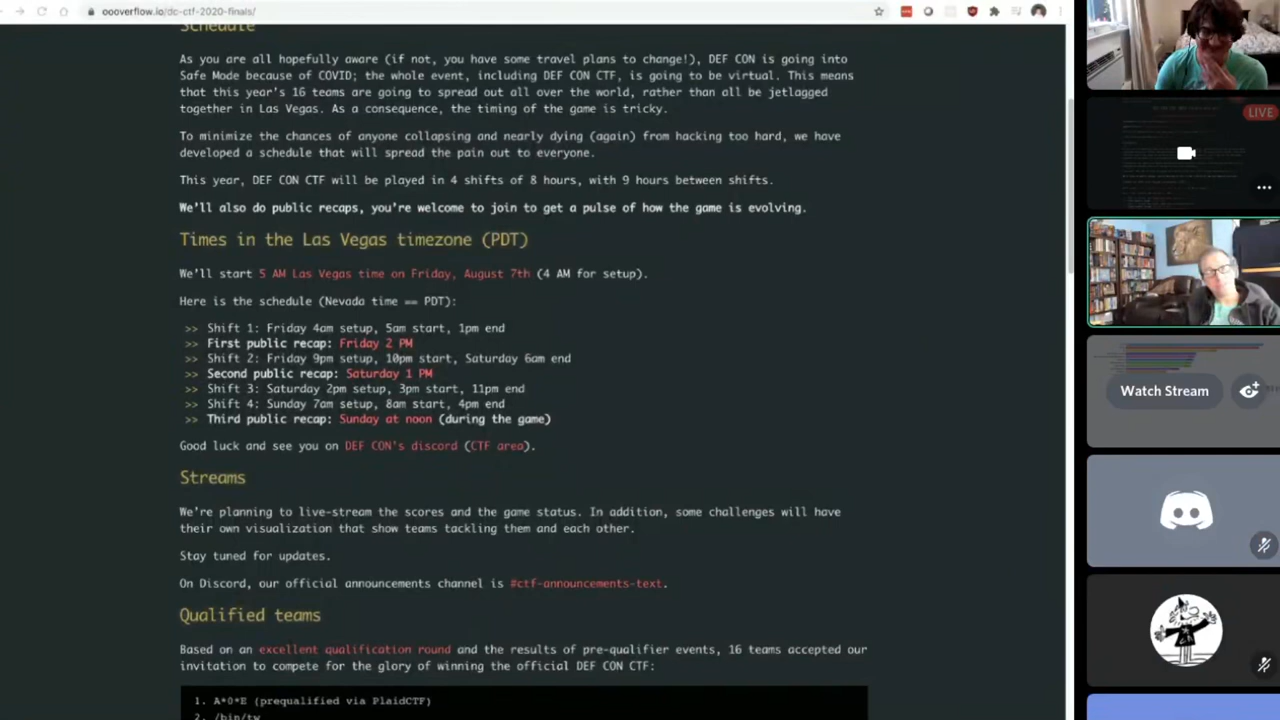 oooverflow.io/dc-ctf-2020-finals/
Schedule
As you are all hopefully aware (if not, you have some travel plans to change!), DEF CON is going into
Safe Mode because of COVID; the whole event, including DEF CON CTF, is going to be virtual. This means
that this year's 16 teams are going to spread out all over the world, rather than all be jetlagged
together in Las Vegas. As a consequence, the timing of the game is tricky.
To minimize the chances of anyone collapsing and nearly dying (again) from hacking too hard, we have
developed a schedule that will spread the pain out to everyone.
This year, DEF CON CTF will be played in 4 shifts of 8 hours, with 9 hours between shifts.
We'll also do public recaps, you're welcome to join to get a pulse of how the game is evolving.
Times in the Las Vegas timezone (PDT)
We'll start 5 AM Las Vegas time on Friday, August 7th (4 AM for setup).
Here is the schedule (Nevada time == PDT):
>> Shift 1: Friday 4am setup, 5am start, 1pm end
>> First public recap: Friday 2 PM
>> Shift 2: Friday 9pm setup, 10pm start, Saturday 6am end
>> Second public recap: Saturday 1 PM
>> Shift 3: Saturday 2pm setup, 3pm start, 11pm end
>> Shift 4: Sunday 7am setup, 8am start, 4pm end
>> Third public recap: Sunday at noon (during the game)
Good luck and see you on DEF CON's discord (CTF area).
Streams
We're planning to live-stream the scores and the game status. In addition, some challenges will have
their own visualization that show teams tackling them and each other.
Stay tuned for updates.
On Discord, our official announcements channel is #ctf-announcements-text.
Qualified teams
Based on an excellent qualification round and the results of pre-qualifier events, 16 teams accepted our
invitation to compete for the glory of winning the official DEF CON CTF:
1. A*0*E (prequalified via PlaidCTF)
2. /bin/tw
LIVE
Watch Stream